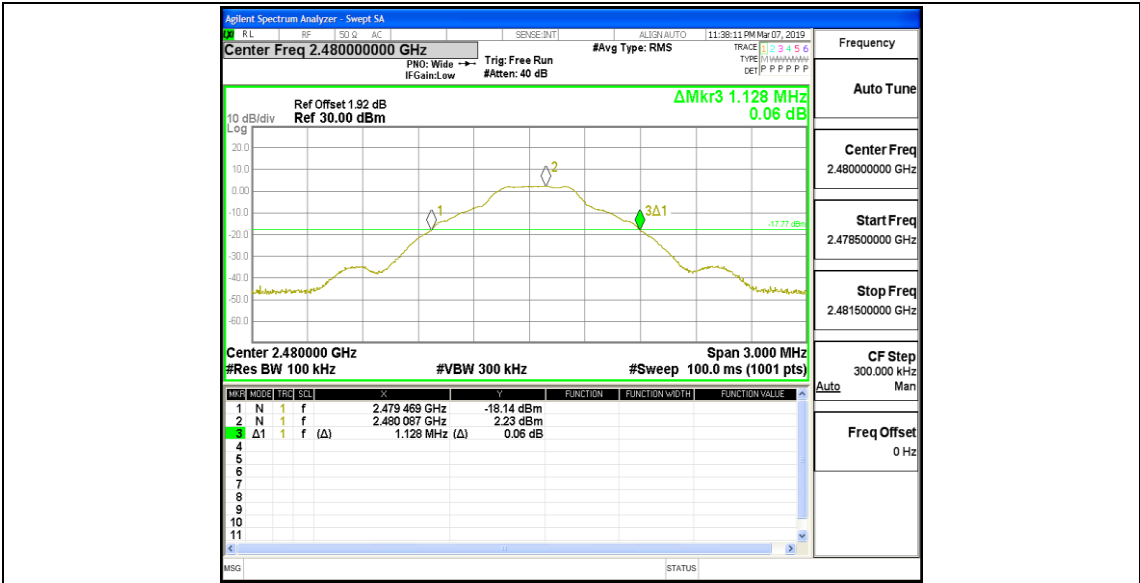 Agilent Spectrum Analyzer - Swept SA
RL RF 50 Ω AC SENSE:INT ALIGN AUTO 11:38:11 PM Mar 07, 2019
Center Freq 2.480000000 GHz
#Avg Type: RMS
TRACE 1 2 3 4 5 6
PNO: Wide
Trig: Free Run
TYPE M WWWWW
IFGain:Low
#Atten: 40 dB
DET P P P P P P
ΔMkr3 1.128 MHz
0.06 dB
Ref Offset 1.92 dB
10 dB/div Ref 30.00 dBm
Log
20.0
10.0
0.00
-10.0
-20.0
-30.0
-40.0
-50.0
-60.0
1
2
3Δ1
-17.77 dBm
Center 2.480000 GHz Span 3.000 MHz
#Res BW 100 kHz #VBW 300 kHz #Sweep 100.0 ms (1001 pts)
MKR MODE TRC SCL X Y FUNCTION FUNCTION WIDTH FUNCTION VALUE
1 N 1 f 2.479 469 GHz -18.14 dBm
2 N 1 f 2.480 087 GHz 2.23 dBm
3 Δ1 1 f (Δ) 1.128 MHz (Δ) 0.06 dB
4
5
6
7
8
9
10
11
MSG STATUS
Frequency
Auto Tune
Center Freq
2.480000000 GHz
Start Freq
2.478500000 GHz
Stop Freq
2.481500000 GHz
CF Step
300.000 kHz
Auto Man
Freq Offset
0 Hz